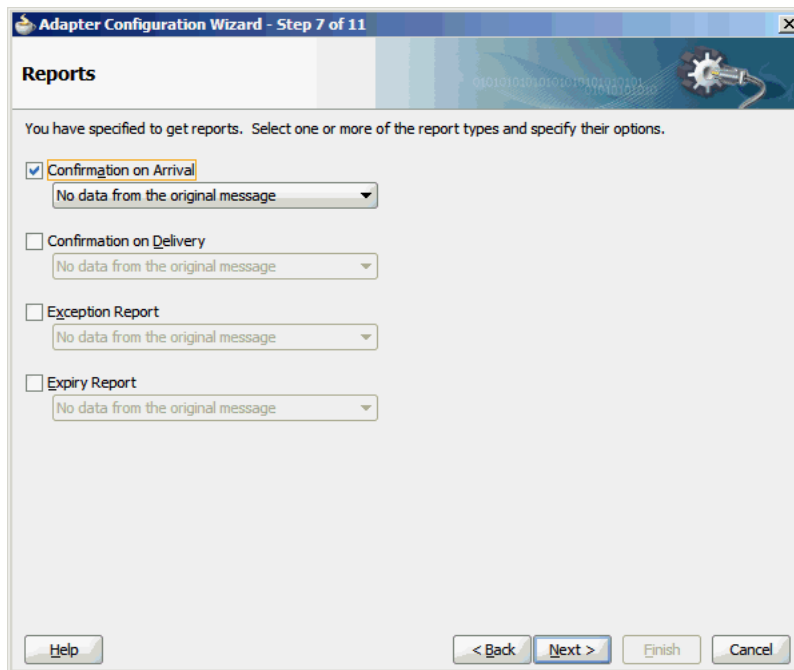 Adapter Configuration Wizard - Step 7 of 11
Reports
You have specified to get reports. Select one or more of the report types and specify their options.
Confirmation on Arrival
No data from the original message
Confirmation on Delivery
No data from the original message
Exception Report
No data from the original message
Expiry Report
No data from the original message
Help
< Back
Next >
Finish
Cancel